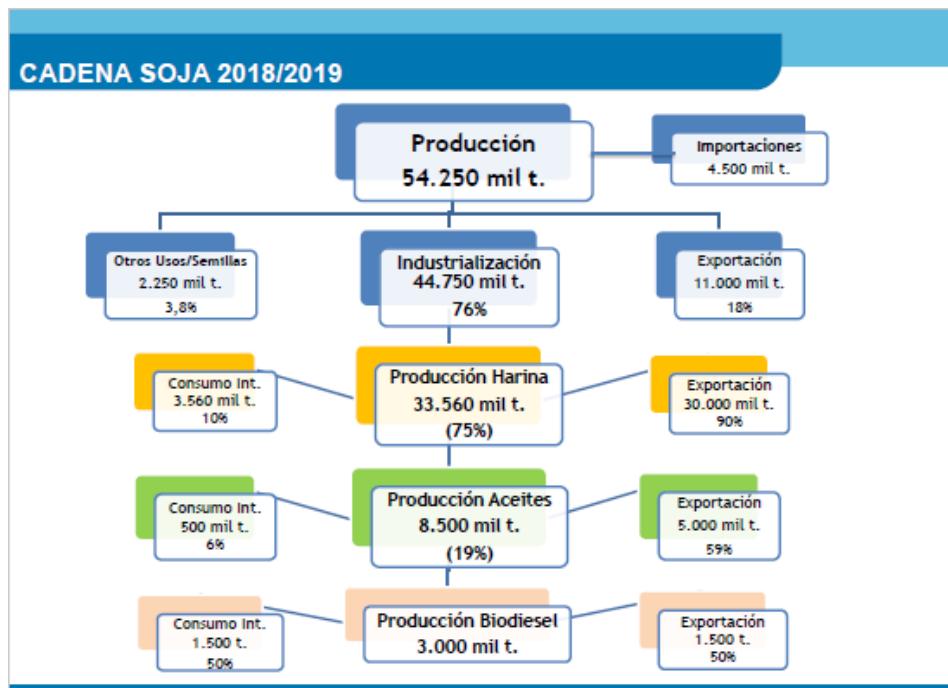 CADENA SOJA 2018/2019
Producción
54.250 mil t.
Importaciones
4.500 mil t.
Otros Usos/Semillas
2.250 mil t.
3,8%
Industrialización
44.750 mil t.
76%
Exportación
11.000 mil t.
18%
Consumo Int.
3.560 mil t.
10%
Producción Harina
33.560 mil t.
(75%)
Exportación
30.000 mil t.
90%
Consumo Int.
500 mil t.
6%
Producción Aceites
8.500 mil t.
(19%)
Exportación
5.000 mil t.
59%
Consumo Int.
1.500 t.
50%
Producción Biodiesel
3.000 mil t.
Exportación
1.500 t.
50%